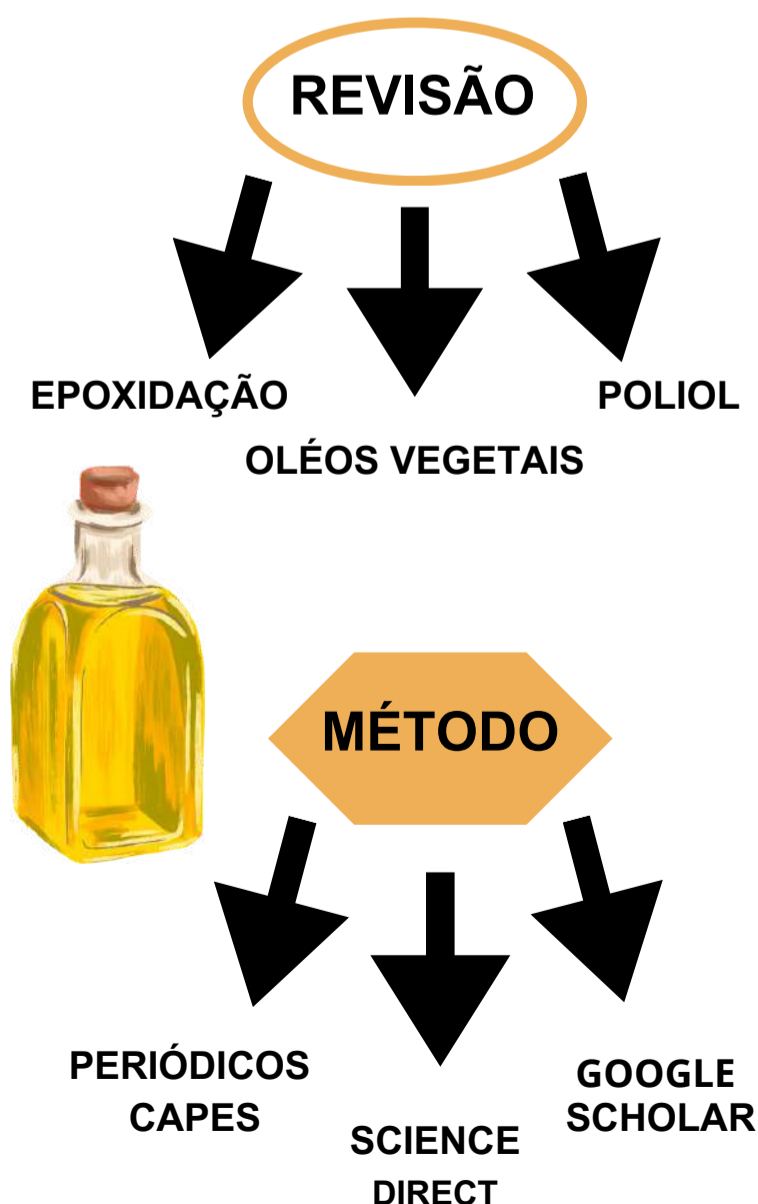 REVISÃO
EPOXIDAÇÃO
POLIOL
OLÉOS VEGETAIS
MÉTODO
PERIÓDICOS
CAPES
GOOGLE
SCHOLAR
SCIENCE
DIRECT